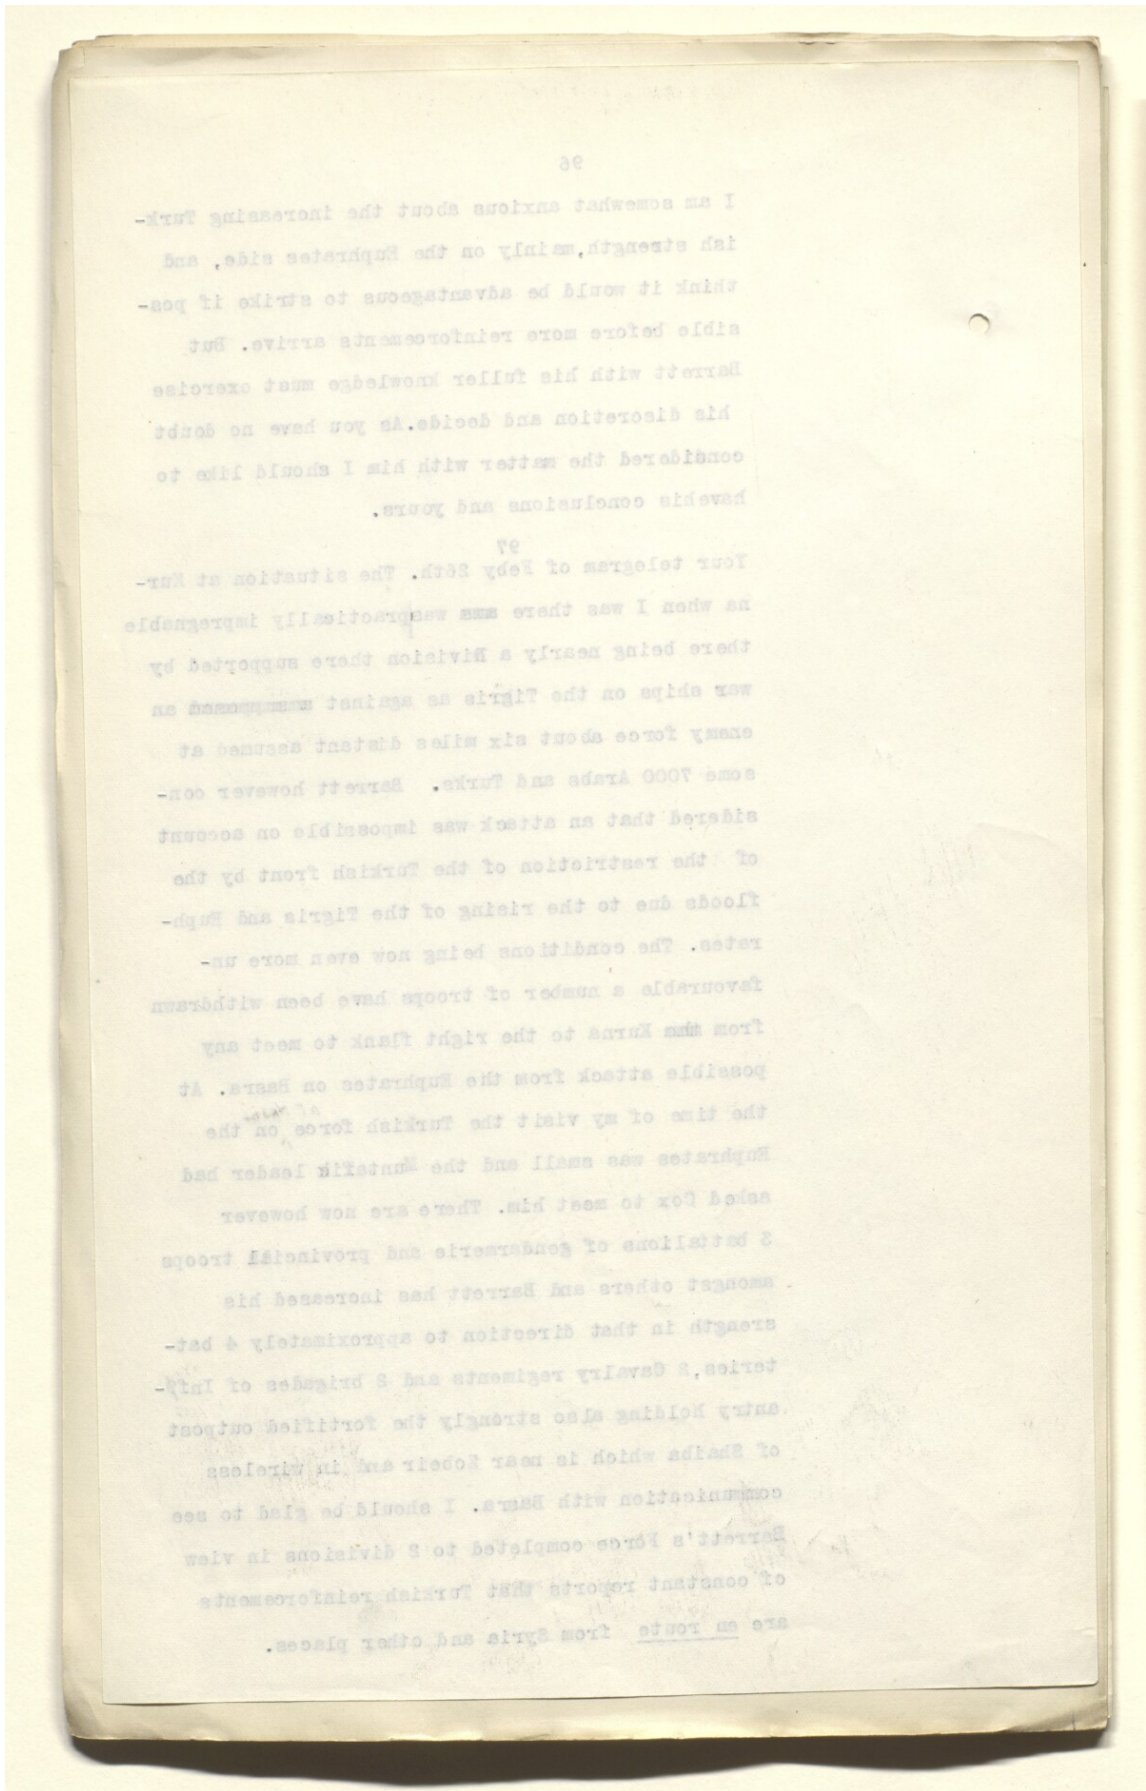 96
I am somewhat anxious about the increasing Turk-
ish strength,mainly on the Euphrates side, and
think it would be advantageous to strike if pos-
sible before more reinforcements arrive. But
Barrett with his fuller knowledge must exercise
his discretion and decide.As you have no doubt
considered the matter with him I should like to
havehis conclusions and yours.
97
Your telegram of Feby 26th. The situation at Kur-
na when I was there was practically impregnable
there being nearly a Division there supported by
war ships on the Tigris as against an
enemy force about six miles distant assumed at
some 7000 Arabs and Turks. Barrett however con-
sidered that an attack was impossible on account
of the restriction of the Turkish front by the
floods due to the rising of the Tigris and Euph-
rates. The conditions being now even more un-
favourable a number of troops have been withdrawn
from Kurna to the right flank to meet any
possible attack from the Euphrates on Basra. At
the time of my visit the Turkish force on the
Euphrates was small and the Muntafik leader had
asked Cox to meet him. There are now however
3 battalions of gendarmerie and provincial troops
amongst others and Barrett has increased his
srength in that direction to approximately 4 bat-
teries,2 Cavalry regiments and 2 brigades of Inf-
antry holding also strongly the fortified outpost
of Shaiba which is near Zobeir and in wireless
communication with Basra. I should be glad to see
Barrett's Force completed to 2 divisions in view
of constant reports that Turkish reinforcements
are en route from Syria and other places.